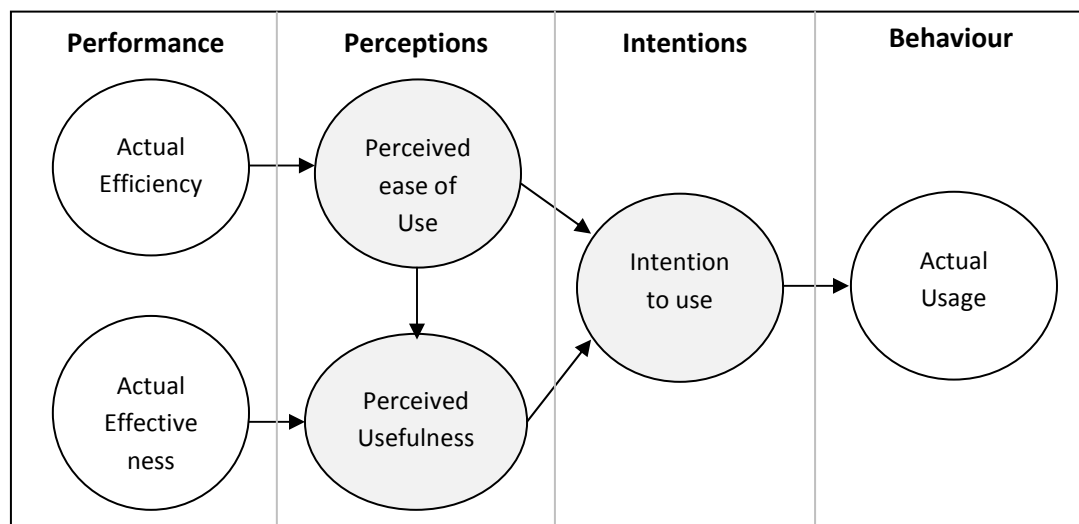 Performance
Perceptions
Intentions
Behaviour
Actual
Efficiency
Perceived
ease of
Use
Intention
to use
Actual
Usage
Actual
Effective
ness
Perceived
Usefulness